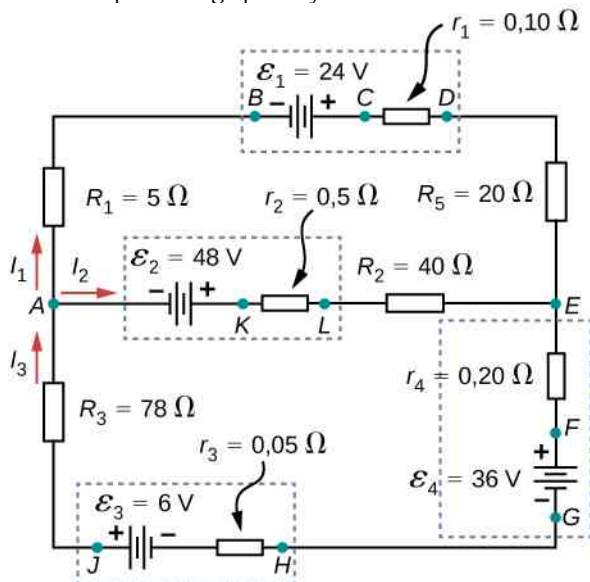 r₁ = 0,10 Ω
ε₁ = 24 V
B - + C D
R₁ = 5 Ω
r₂ = 0,5 Ω
R₅ = 20 Ω
I₁
I₂
ε₂ = 48 V
R₂ = 40 Ω
A - + E
K L
I₃
r₄ = 0,20 Ω
R₃ = 78 Ω
F
r₃ = 0,05 Ω
+
ε₄ = 36 V
-
ε₃ = 6 V
G
+ -
J H